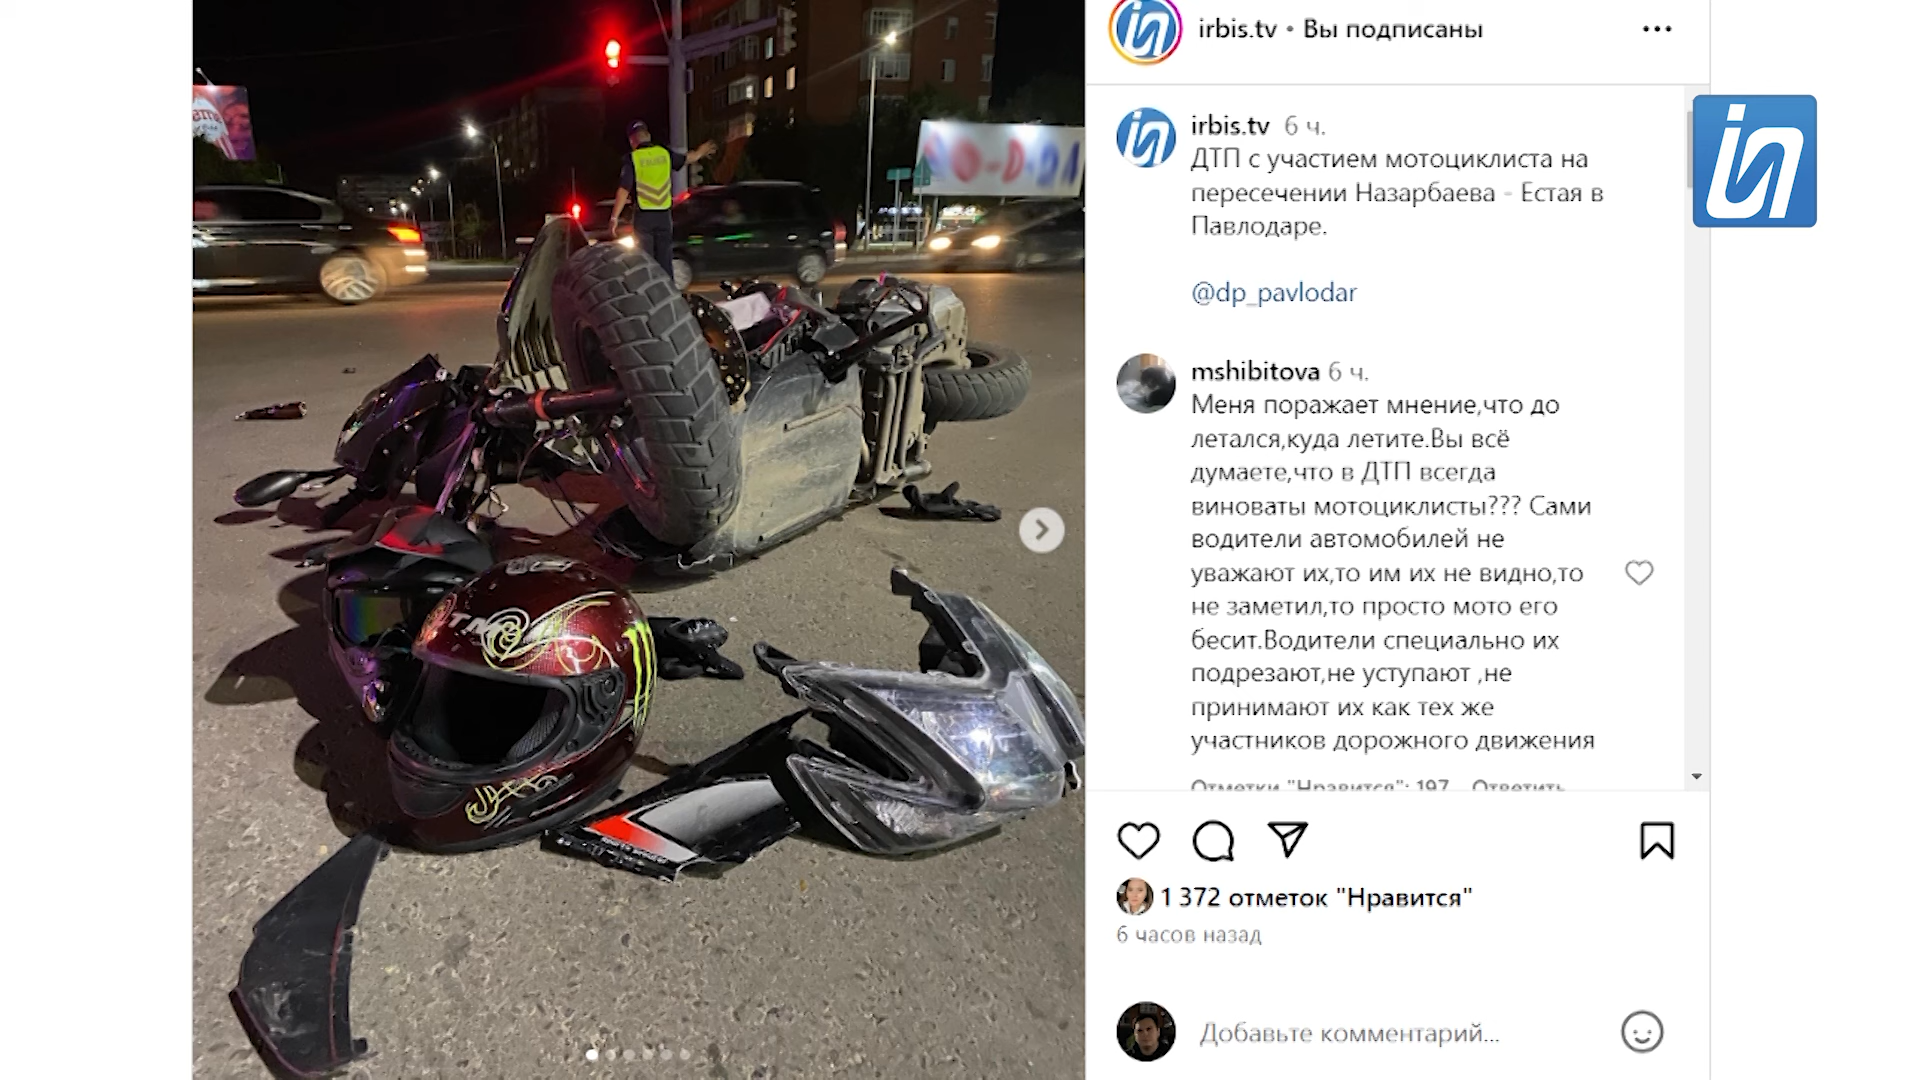 irbis.tv • Вы подписаны
irbis.tv 6 ч.
ДТП с участием мотоциклиста на
пересечении Назарбаева - Естая в
Павлодаре.
@dp_pavlodar
mshibitova 6 ч.
Меня поражает мнение,что до
летался,куда летите.Вы всё
думаете,что в ДТП всегда
виноваты мотоциклисты??? Сами
водители автомобилей не
уважают их,то им их не видно,то
не заметил,то просто мото его
бесит.Водители специально их
подрезают,не уступают ,не
принимают их как тех же
участников дорожного движения
Отметки "Нравится": 197 Ответить
1 372 отметок "Нравится"
6 часов назад
Добавьте комментарий...